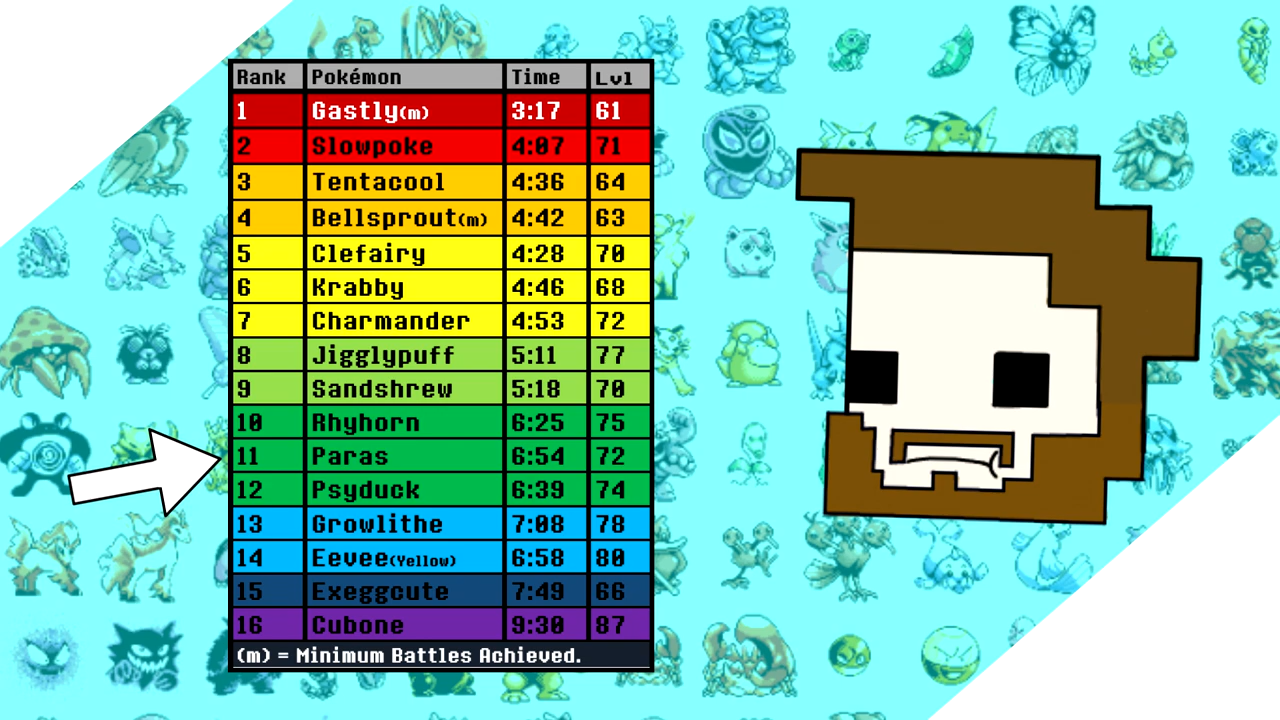 Rank Pokémon Time Lvl
1 Gastly(m) 3:17 61
2 Slowpoke 4:07 71
3 Tentacool 4:36 64
4 Bellsprout(m) 4:42 63
5 Clefairy 4:28 70
6 Krabby 4:46 68
7 Charmander 4:53 72
8 Jigglypuff 5:11 77
9 Sandshrew 5:18 70
10 Rhyhorn 6:25 75
11 Paras 6:54 72
12 Psyduck 6:39 74
13 Growlithe 7:08 78
14 Eevee(Yellow) 6:58 80
15 Exeggcute 7:49 66
16 Cubone 9:30 87
(m) = Minimum Battles Achieved.